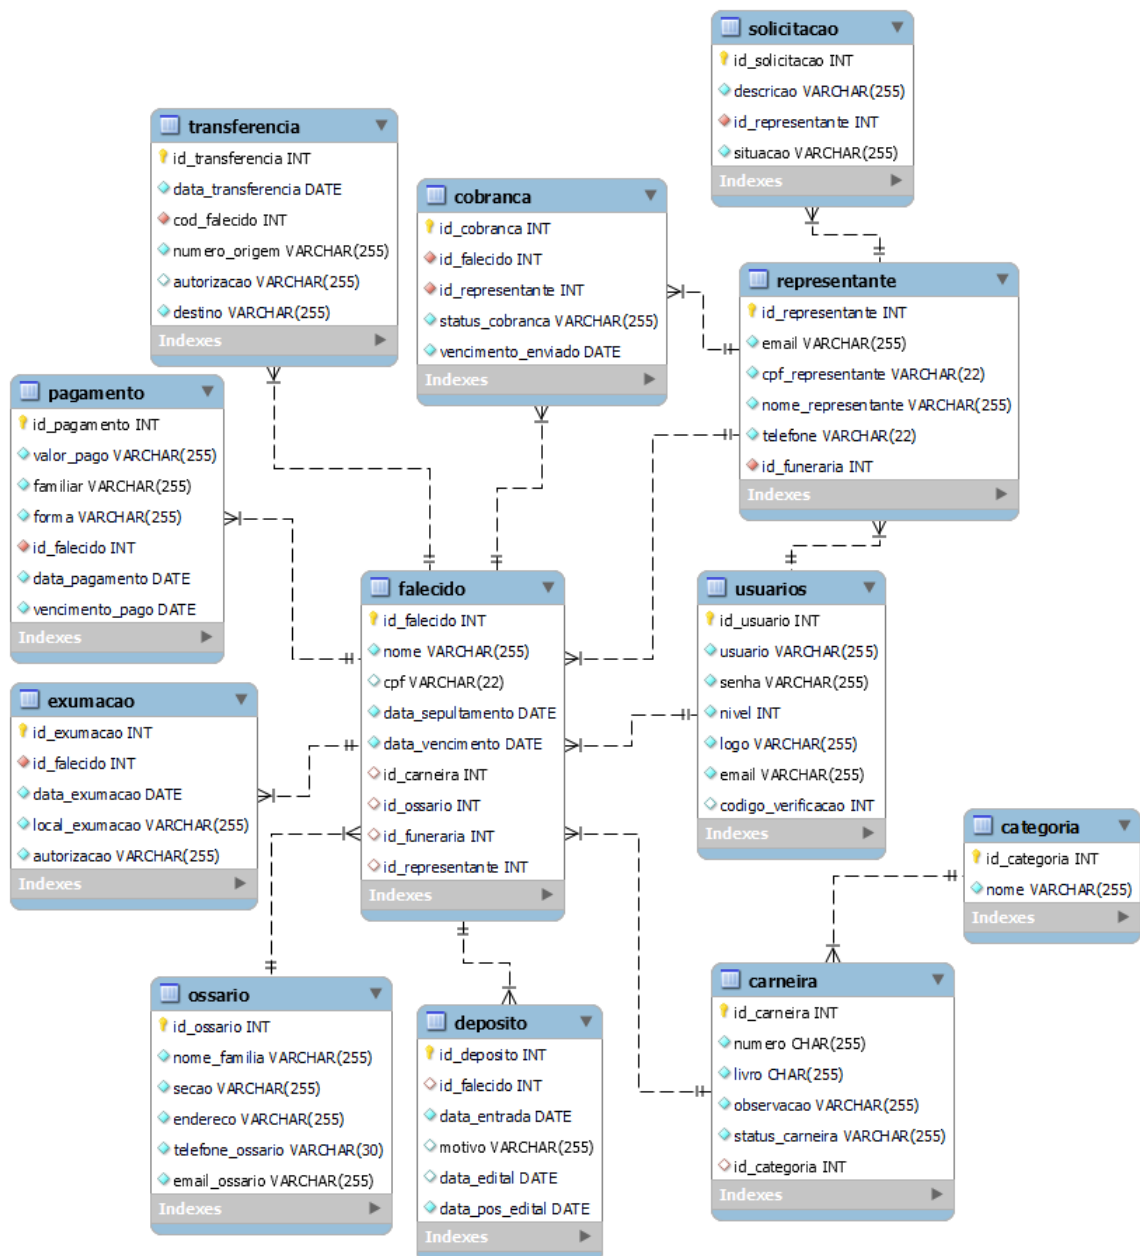 solicitacao
id_solicitacao INT
descricao VARCHAR(255)
id_representante INT
situacao VARCHAR(255)
Indexes
transferencia
id_transferencia INT
data_transferencia DATE
cod_falecido INT
numero_origem VARCHAR(255)
autorizacao VARCHAR(255)
destino VARCHAR(255)
Indexes
cobranca
id_cobranca INT
id_falecido INT
id_representante INT
status_cobranca VARCHAR(255)
vencimento_enviado DATE
Indexes
representante
id_representante INT
email VARCHAR(255)
cpf_representante VARCHAR(22)
nome_representante VARCHAR(255)
telefone VARCHAR(22)
id_funeraria INT
Indexes
pagamento
id_pagamento INT
valor_pago VARCHAR(255)
familiar VARCHAR(255)
forma VARCHAR(255)
id_falecido INT
data_pagamento DATE
vencimento_pago DATE
Indexes
falecido
id_falecido INT
nome VARCHAR(255)
cpf VARCHAR(22)
data_sepultamento DATE
data_vencimento DATE
id_carneira INT
id_ossario INT
id_funeraria INT
id_representante INT
Indexes
usuarios
id_usuario INT
usuario VARCHAR(255)
senha VARCHAR(255)
nivel INT
logo VARCHAR(255)
email VARCHAR(255)
codigo_verificacao INT
Indexes
exumacao
id_exumacao INT
id_falecido INT
data_exumacao DATE
local_exumacao VARCHAR(255)
autorizacao VARCHAR(255)
Indexes
categoria
id_categoria INT
nome VARCHAR(255)
Indexes
ossario
id_ossario INT
nome_familia VARCHAR(255)
secao VARCHAR(255)
endereco VARCHAR(255)
telefone_ossario VARCHAR(30)
email_ossario VARCHAR(255)
Indexes
deposito
id_deposito INT
id_falecido INT
data_entrada DATE
motivo VARCHAR(255)
data_edital DATE
data_pos_edital DATE
Indexes
carneira
id_carneira INT
numero CHAR(255)
livro CHAR(255)
observacao VARCHAR(255)
status_carneira VARCHAR(255)
id_categoria INT
Indexes